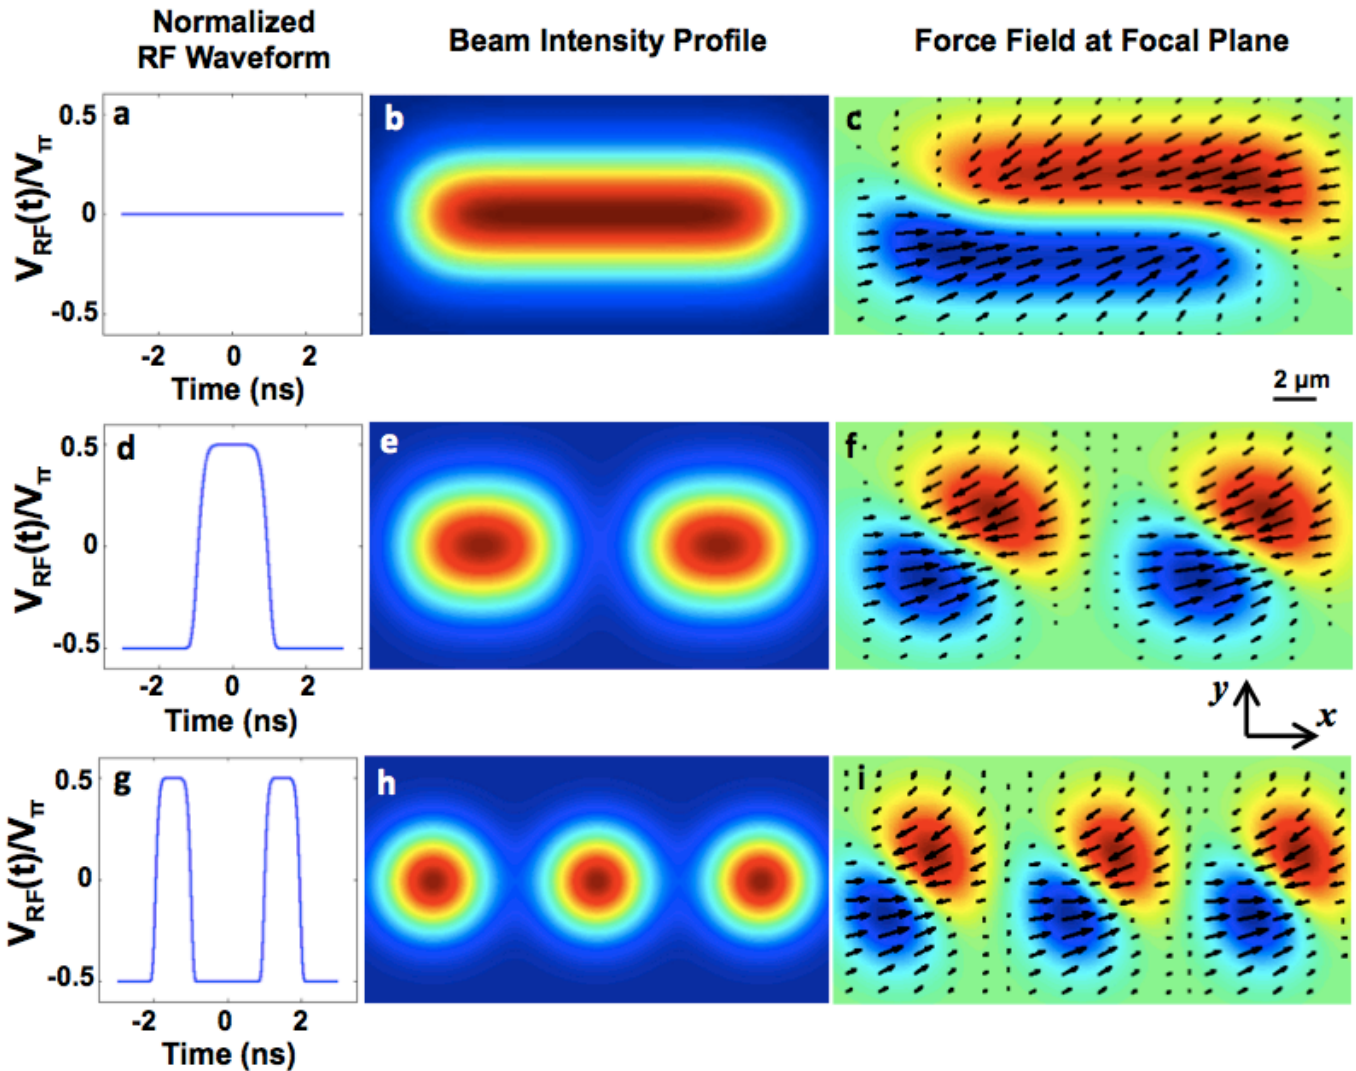 Normalized
RF Waveform
Beam Intensity Profile
Force Field at Focal Plane
a
b
c
V_RF(t)/V_π
0.5
0
-0.5
-2 0 2
Time (ns)
2 μm
d
e
f
V_RF(t)/V_π
0.5
0
-0.5
-2 0 2
Time (ns)
y
x
g
h
i
V_RF(t)/V_π
0.5
0
-0.5
-2 0 2
Time (ns)